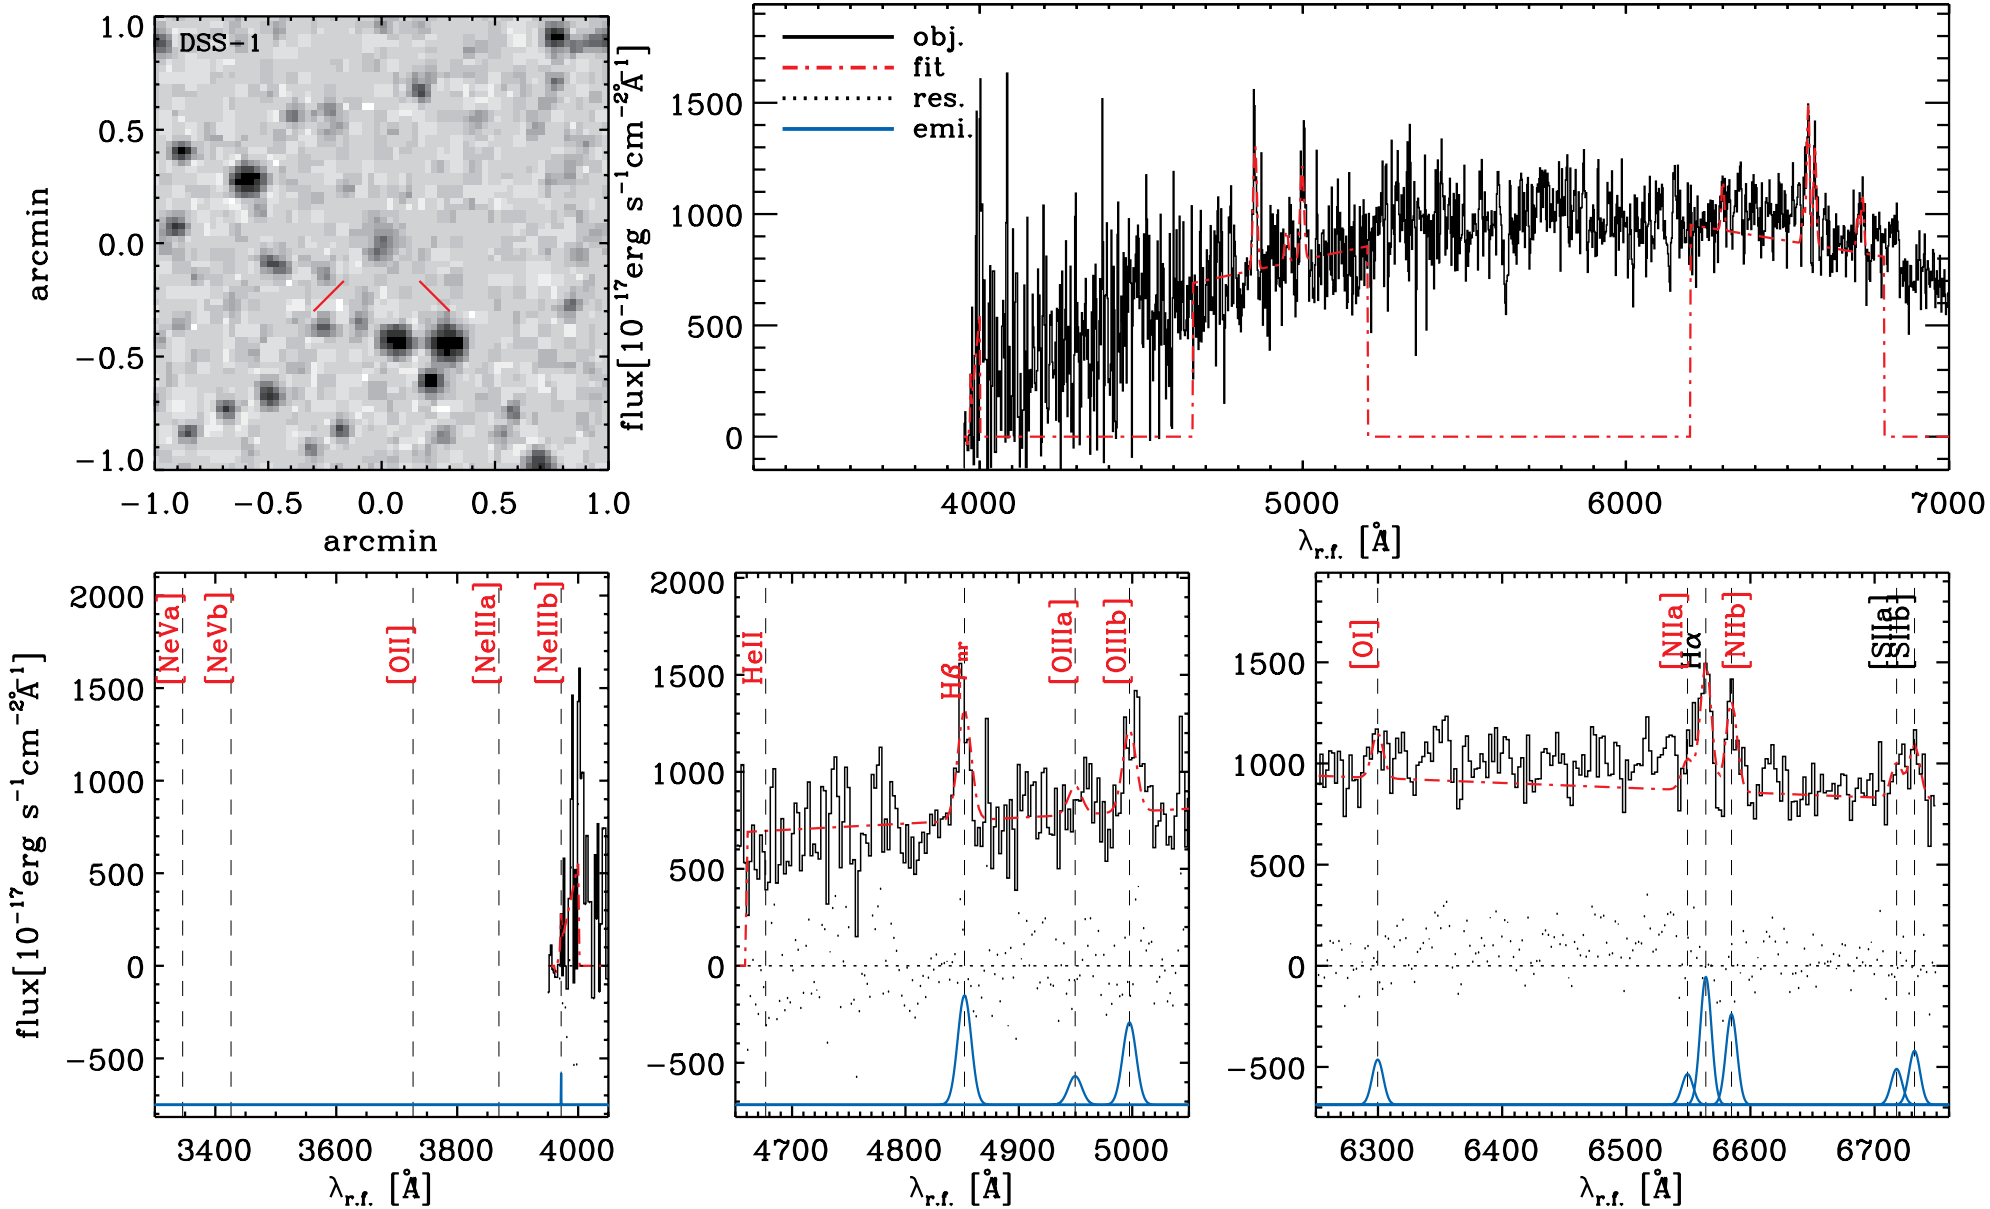 DSS-1
1.0
0.5
0.0
-0.5
-1.0
arcmin
-1.0 -0.5 0.0 0.5 1.0
arcmin
flux[10⁻¹⁷erg s⁻¹cm⁻²Å⁻¹]
obj.
fit
res.
emi.
1500
1000
500
0
4000 5000 6000 7000
λr.f. [Å]
flux[10⁻¹⁷erg s⁻¹cm⁻²Å⁻¹]
2000
1500
1000
500
0
-500
[NeVa] [NeVb] [OII] [NeIIIa] [NeIIIb]
3400 3600 3800 4000
λr.f. [Å]
2000
1500
1000
500
0
-500
HeII Hβnr [OIIIa] [OIIIb]
4700 4800 4900 5000
λr.f. [Å]
1500
1000
500
0
-500
[OI] [NIIa] Hα [NIIb] [SIIa] [SIIb]
6300 6400 6500 6600 6700
λr.f. [Å]